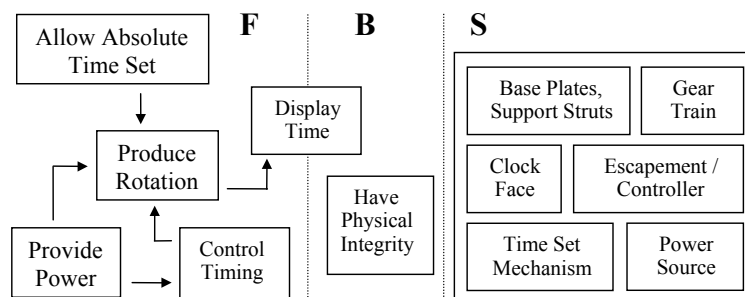 F B S
Allow Absolute
Time Set
Display
Time
Produce
Rotation
Provide
Power
Control
Timing
Have
Physical
Integrity
Base Plates,
Support Struts
Gear
Train
Clock
Face
Escapement /
Controller
Time Set
Mechanism
Power
Source